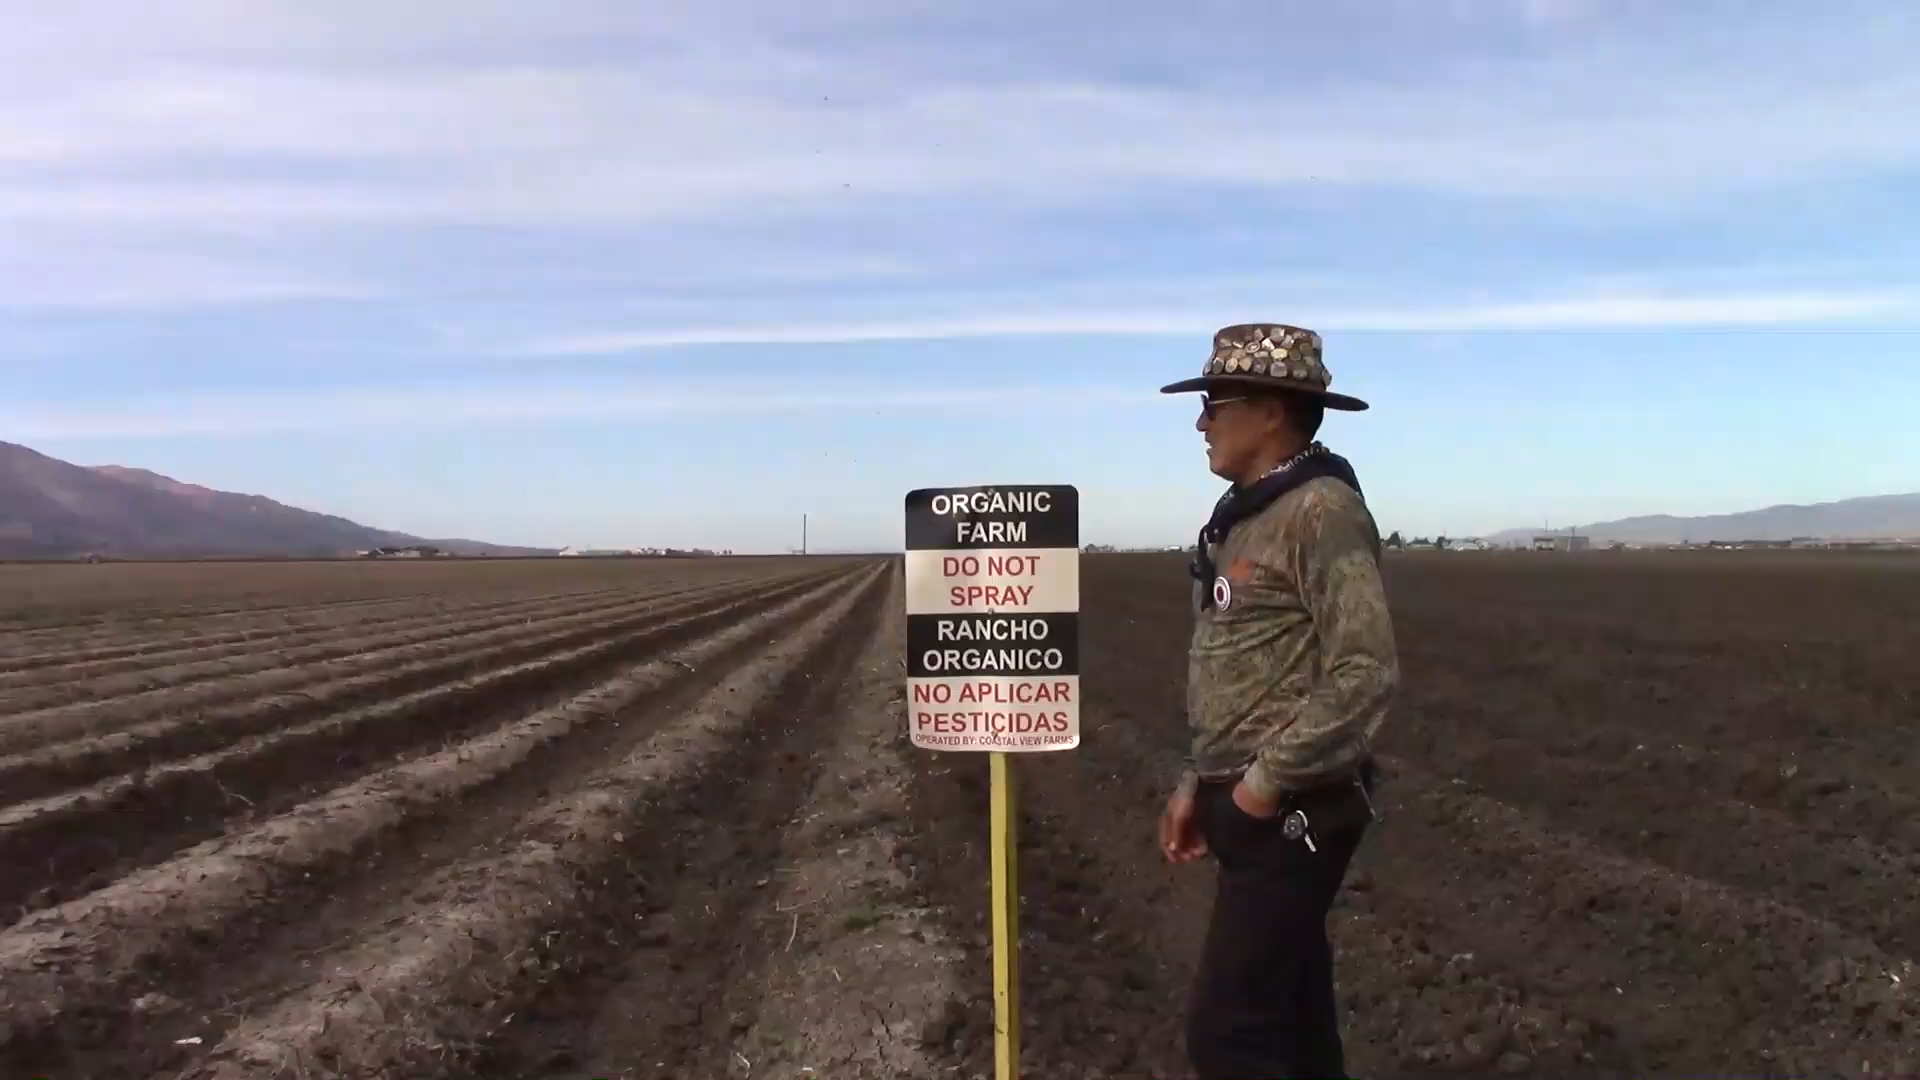 ORGANIC
FARM
DO NOT
SPRAY
RANCHO
ORGANICO
NO APLICAR
PESTICIDAS
OPERATED BY: COASTAL VIEW FARMS